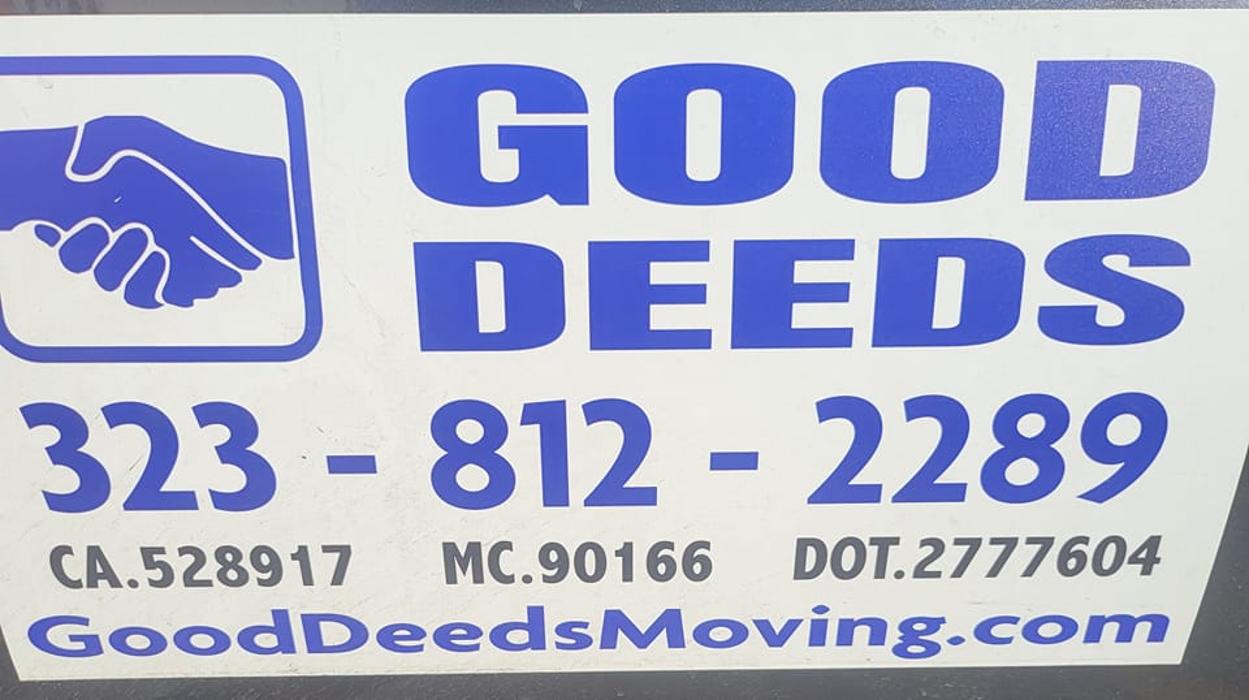 GOOD
DEEDS
323 - 812 - 2289
CA.528917 MC.90166 DOT.2777604
GoodDeedsMoving.com